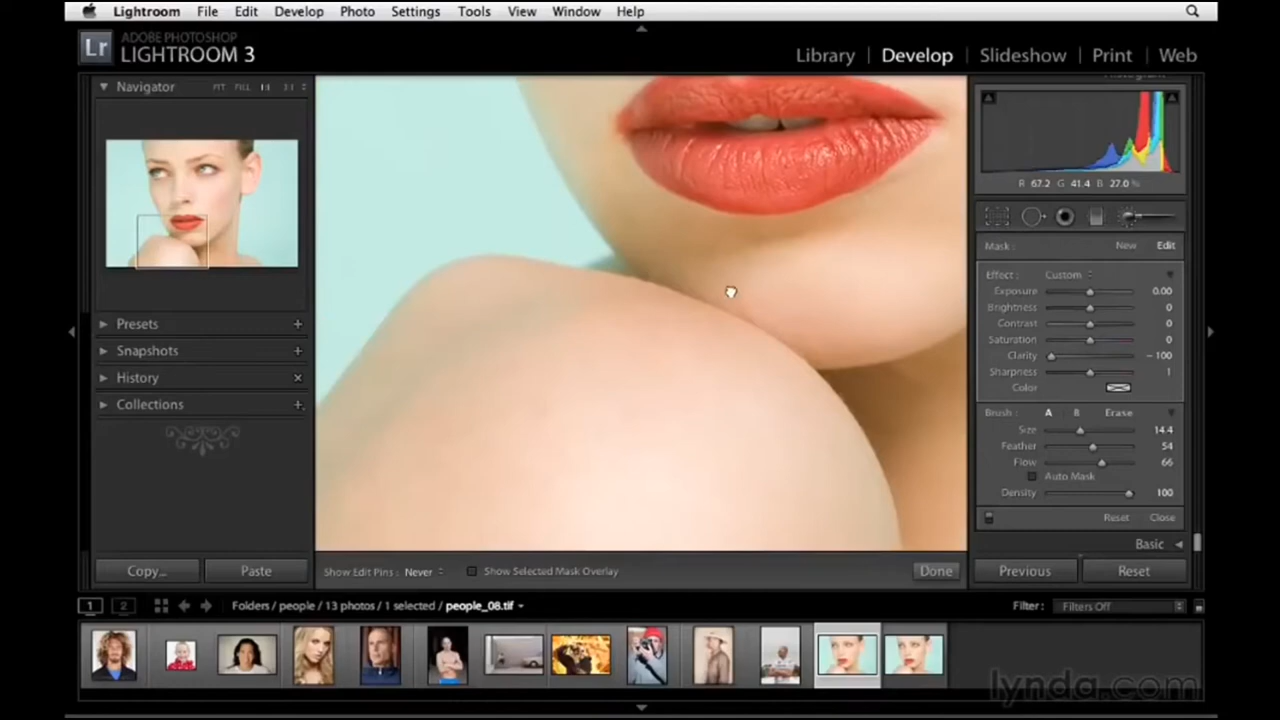 Lightroom File Edit Develop Photo Settings Tools View Window Help
ADOBE PHOTOSHOP
Lr LIGHTROOM 3
Library Develop Slideshow Print Web
Navigator FIT FILL 1:1
R 67.2 G 41.4 B 27.0 %
Mask : New Edit
Effect : Custom
Exposure 0.00
Brightness 0
Contrast 0
Saturation 0
Clarity – 100
Sharpness 1
Color
Brush : A B Erase
Size 14.4
Feather 54
Flow 66
Auto Mask
Density 100
Reset Close
Basic
Presets
Snapshots
History
Collections
Copy... Paste
Show Edit Pins : Never Show Selected Mask Overlay Done
Previous Reset
1 2 Folders / people / 13 photos / 1 selected / people_08.tif
Filter : Filters Off
lynda.com